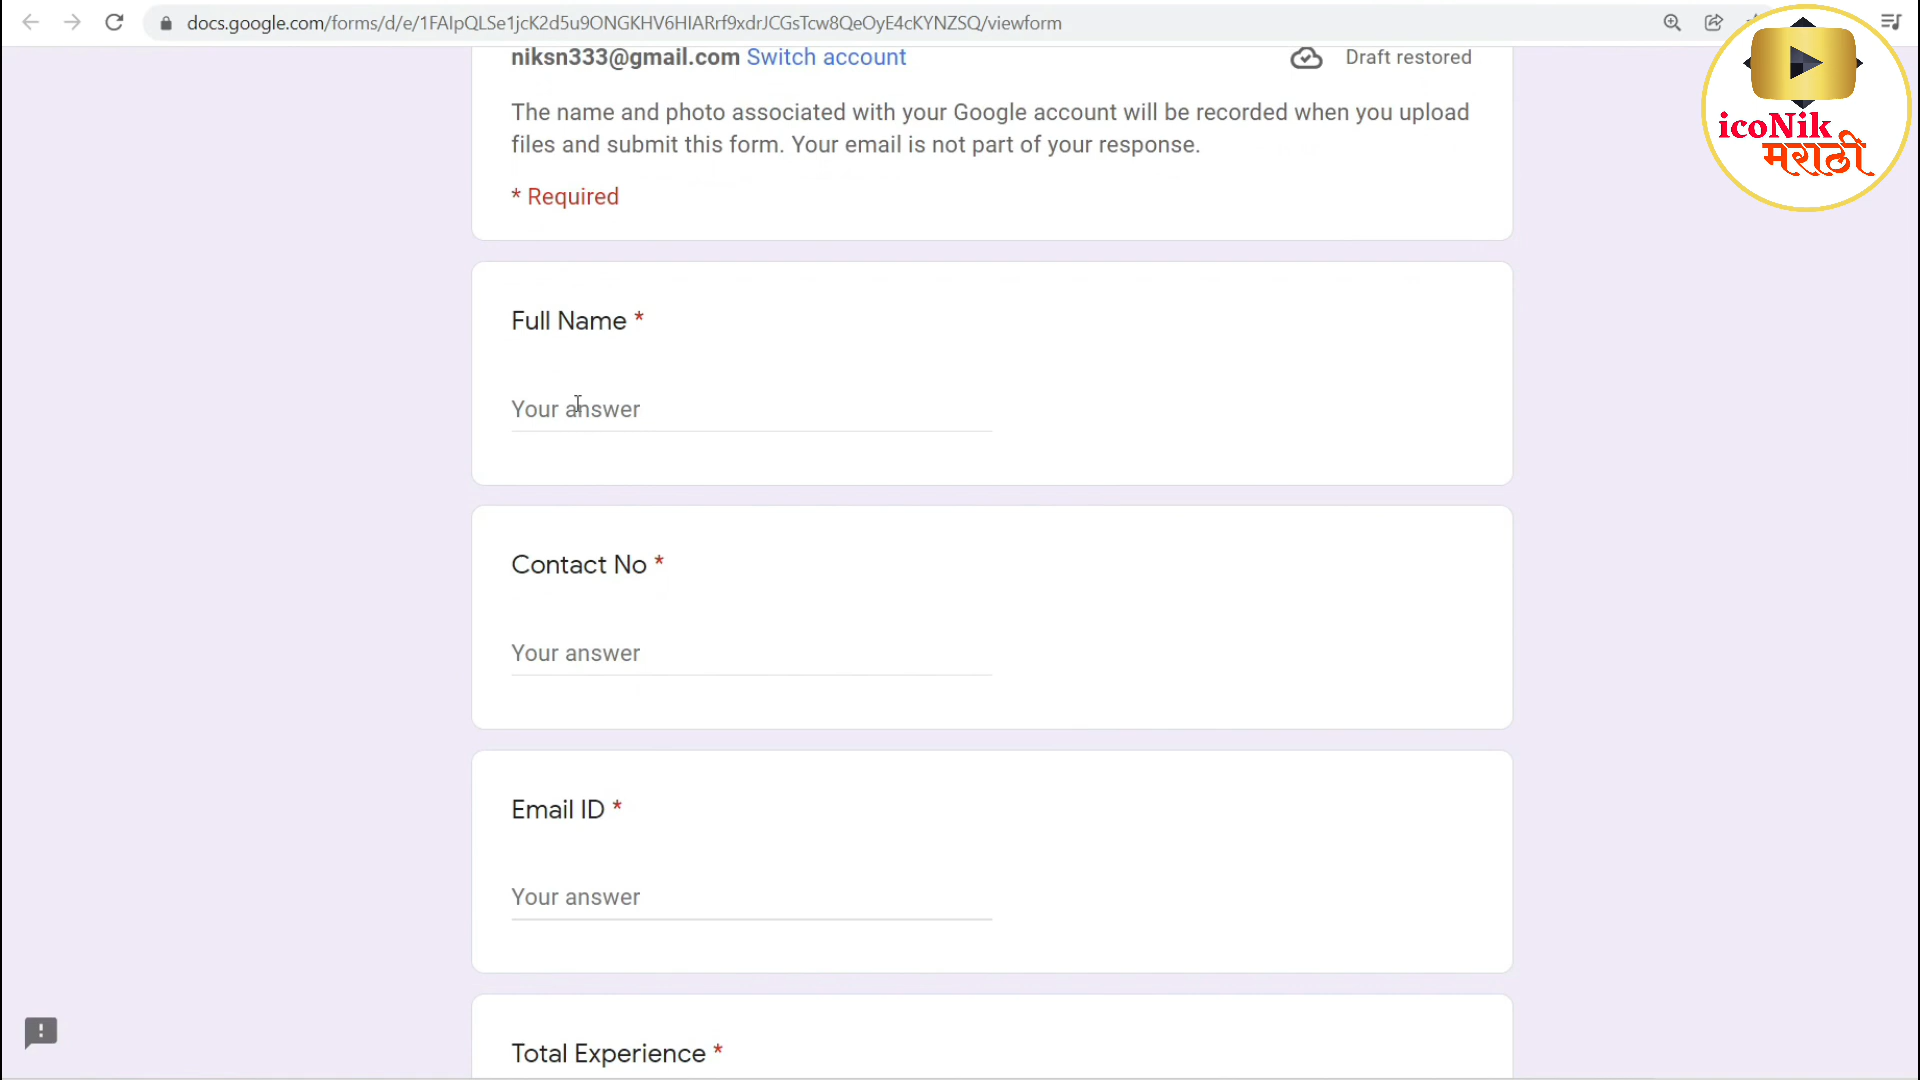 docs.google.com/forms/d/e/1FAIpQLSe1jcK2d5u9ONGKHV6HIARrf9xdrJCGsTcw8QeOyE4cKYNZSQ/viewform
icoNik
मराठी
niksn333@gmail.com Switch account
Draft restored
The name and photo associated with your Google account will be recorded when you upload
files and submit this form. Your email is not part of your response.
* Required
Full Name *
Your answer
Contact No *
Your answer
Email ID *
Your answer
Total Experience *